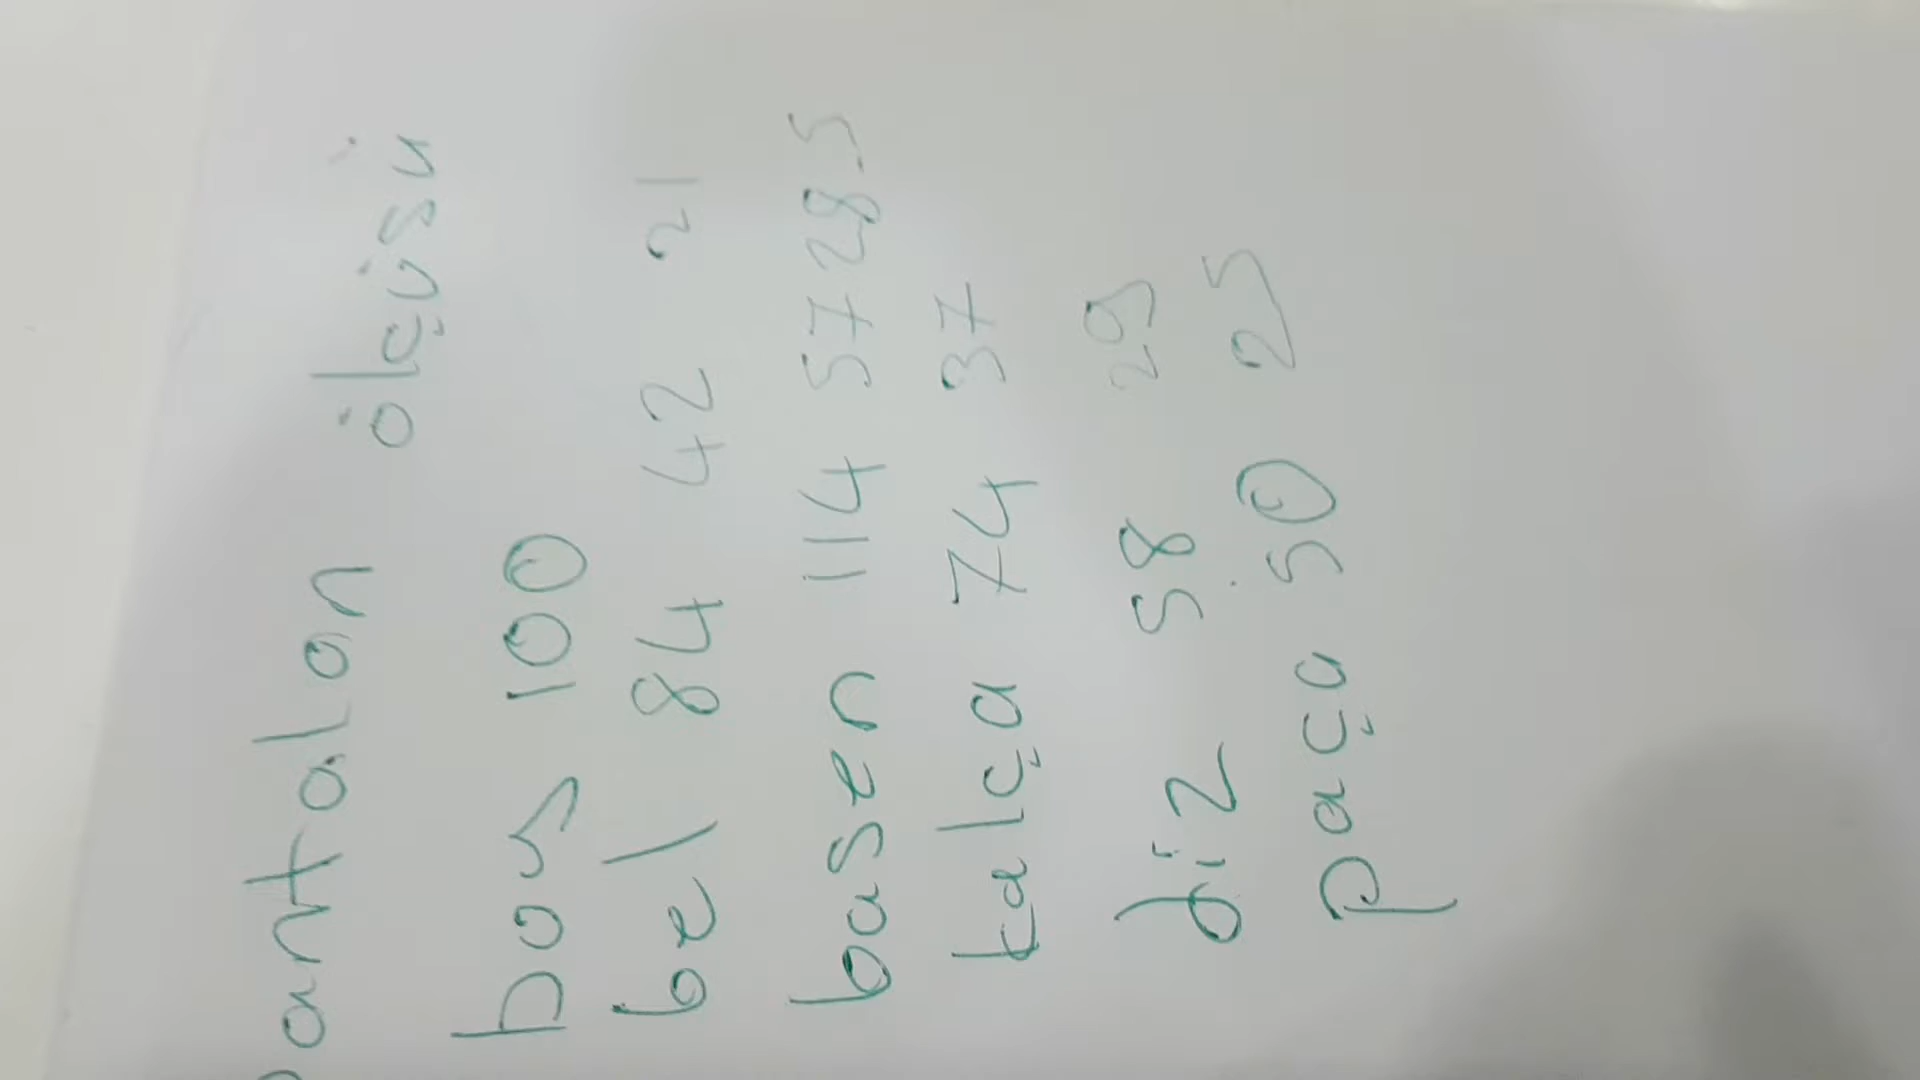 Pantalon ölçüsü
boy 100
bel 84 42 21
basen 114 57 28.5
kalça 74 37
diz 58 29
paça 50 25